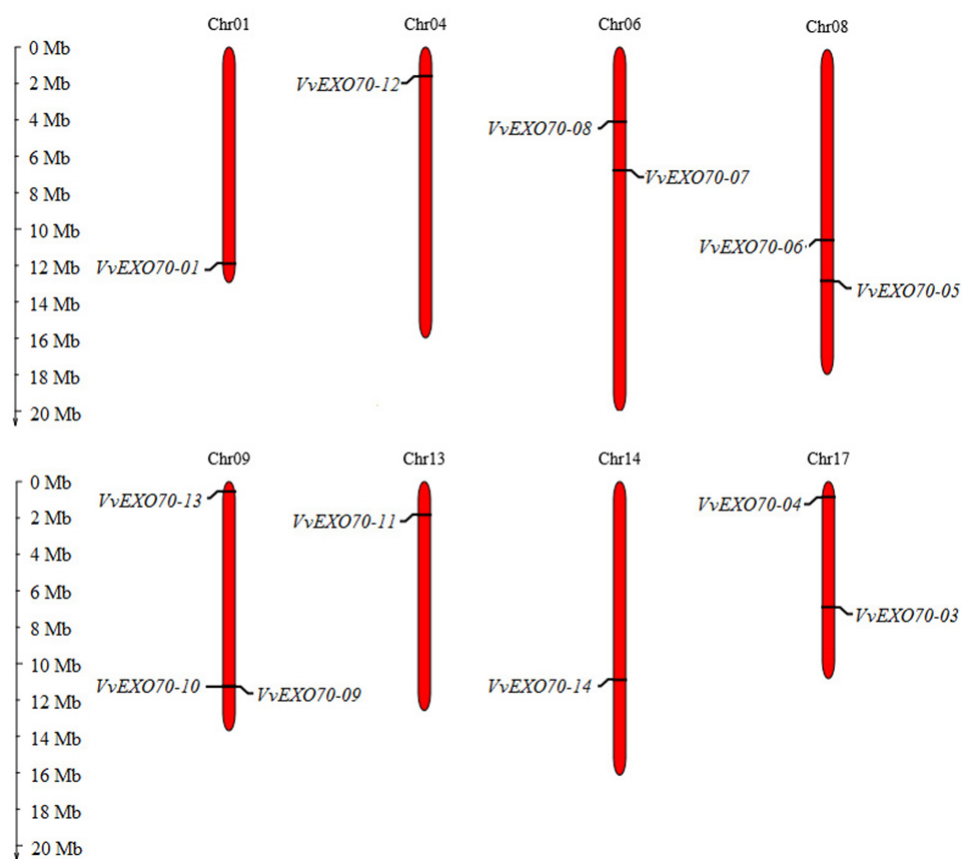 Chr01 Chr04 Chr06 Chr08
0 Mb
2 Mb
4 Mb
6 Mb
8 Mb
10 Mb
12 Mb
14 Mb
16 Mb
18 Mb
20 Mb
VvEXO70-01
VvEXO70-12
VvEXO70-08
VvEXO70-07
VvEXO70-06
VvEXO70-05
Chr09 Chr13 Chr14 Chr17
0 Mb
2 Mb
4 Mb
6 Mb
8 Mb
10 Mb
12 Mb
14 Mb
16 Mb
18 Mb
20 Mb
VvEXO70-13
VvEXO70-10
VvEXO70-09
VvEXO70-11
VvEXO70-14
VvEXO70-04
VvEXO70-03